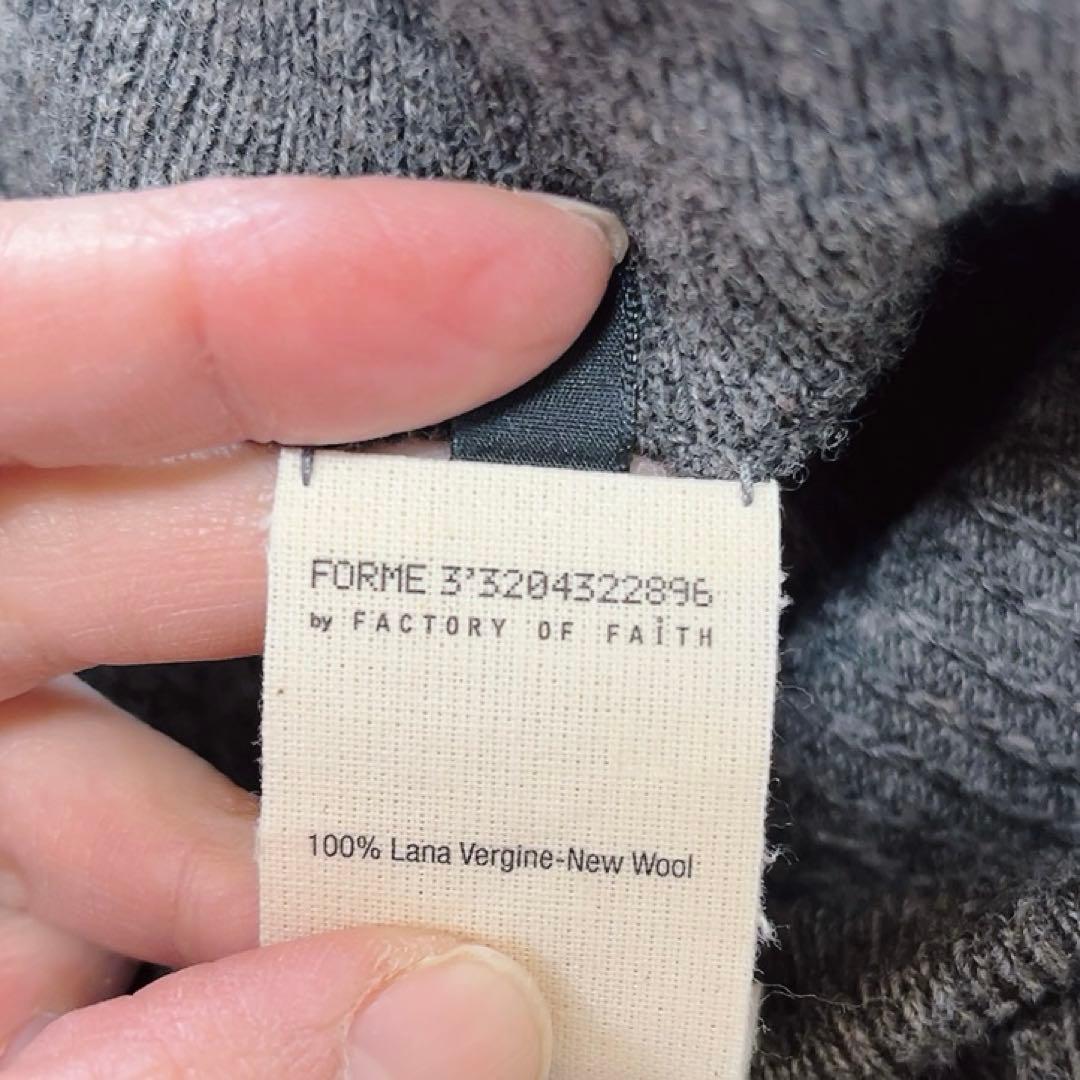 FORME 3'3204322896
by FACTORY OF FAİTH
100% Lana Vergine-New Wool